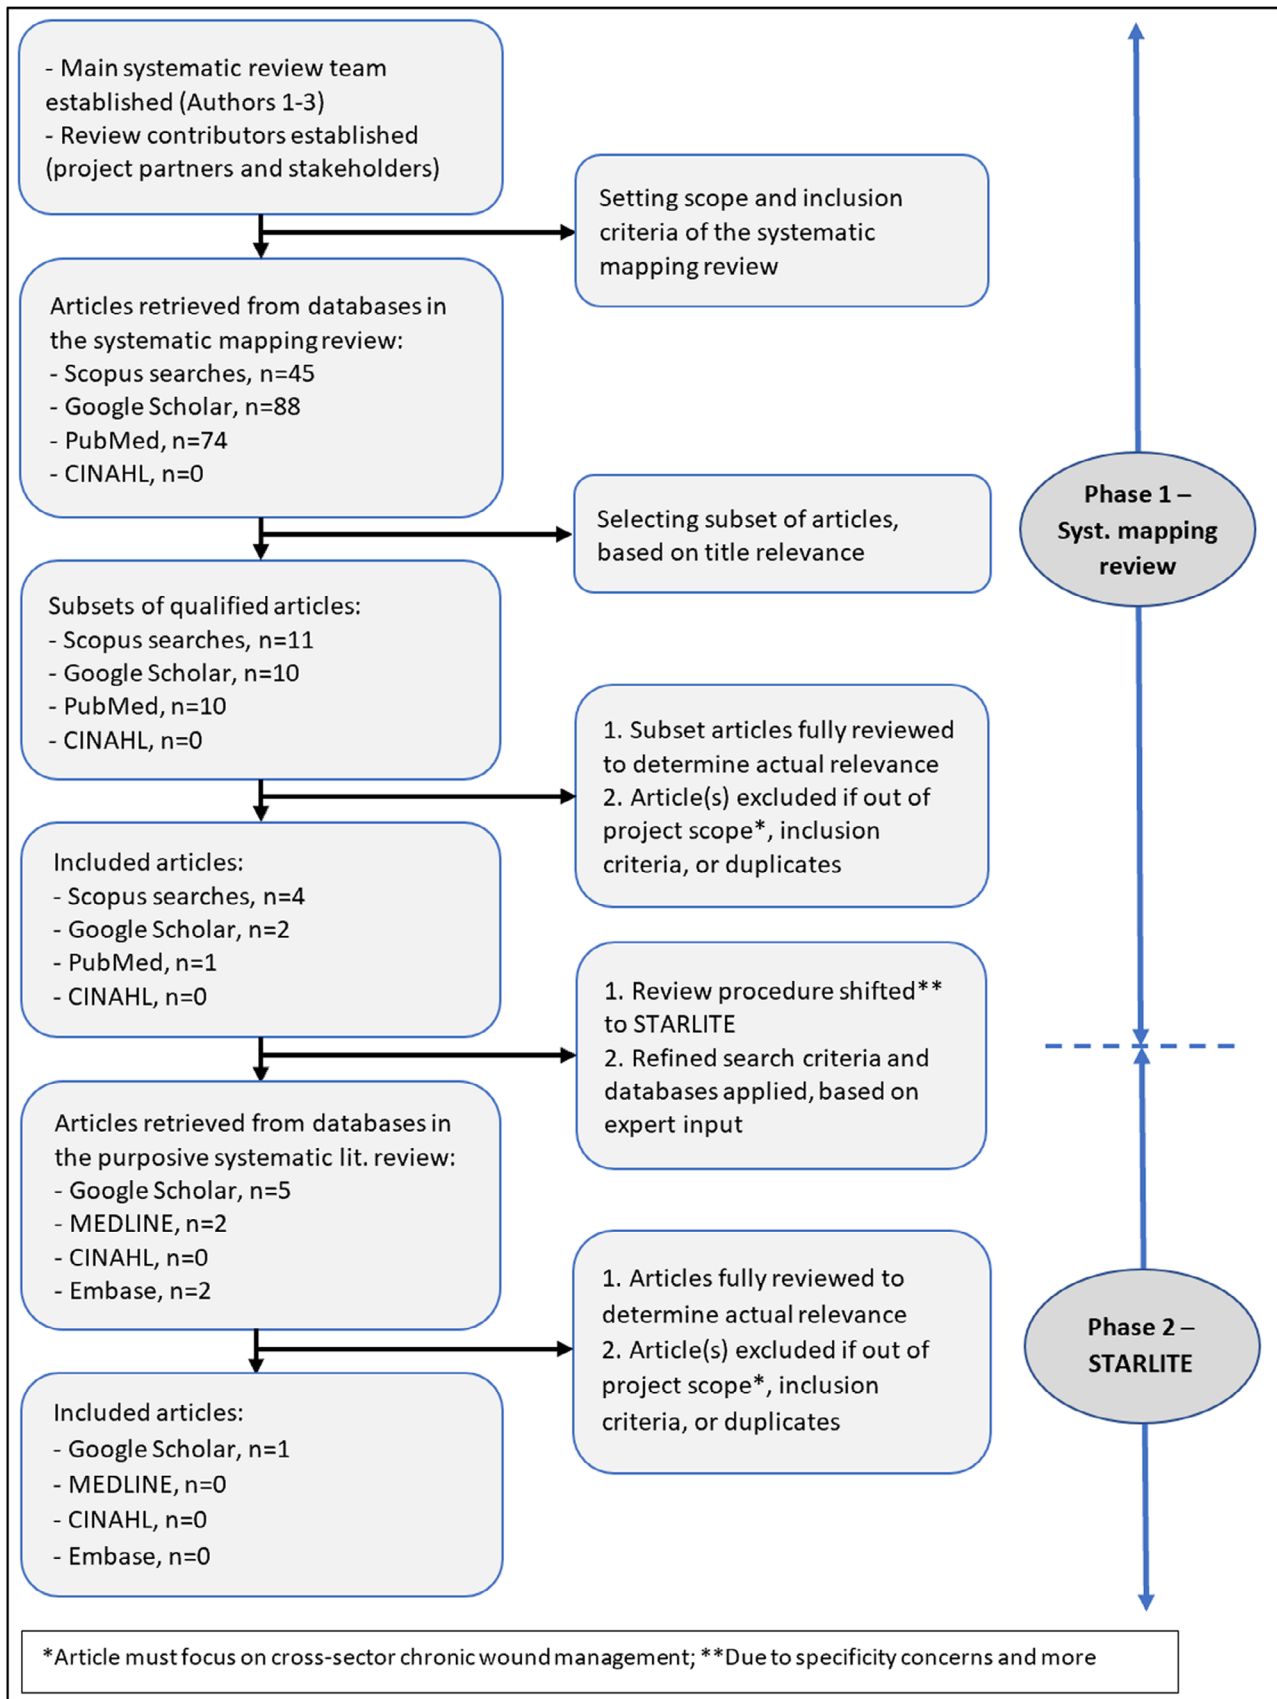 - Main systematic review team
established (Authors 1-3)
- Review contributors established
(project partners and stakeholders)
Setting scope and inclusion
criteria of the systematic
mapping review
Articles retrieved from databases in
the systematic mapping review:
- Scopus searches, n=45
- Google Scholar, n=88
- PubMed, n=74
- CINAHL, n=0
Selecting subset of articles,
based on title relevance
Phase 1 –
Syst. mapping
review
Subsets of qualified articles:
- Scopus searches, n=11
- Google Scholar, n=10
- PubMed, n=10
- CINAHL, n=0
1. Subset articles fully reviewed
to determine actual relevance
2. Article(s) excluded if out of
project scope*, inclusion
criteria, or duplicates
Included articles:
- Scopus searches, n=4
- Google Scholar, n=2
- PubMed, n=1
- CINAHL, n=0
1. Review procedure shifted**
to STARLITE
2. Refined search criteria and
databases applied, based on
expert input
Articles retrieved from databases in
the purposive systematic lit. review:
- Google Scholar, n=5
- MEDLINE, n=2
- CINAHL, n=0
- Embase, n=2
1. Articles fully reviewed to
determine actual relevance
2. Article(s) excluded if out of
project scope*, inclusion
criteria, or duplicates
Phase 2 –
STARLITE
Included articles:
- Google Scholar, n=1
- MEDLINE, n=0
- CINAHL, n=0
- Embase, n=0
*Article must focus on cross-sector chronic wound management; **Due to specificity concerns and more